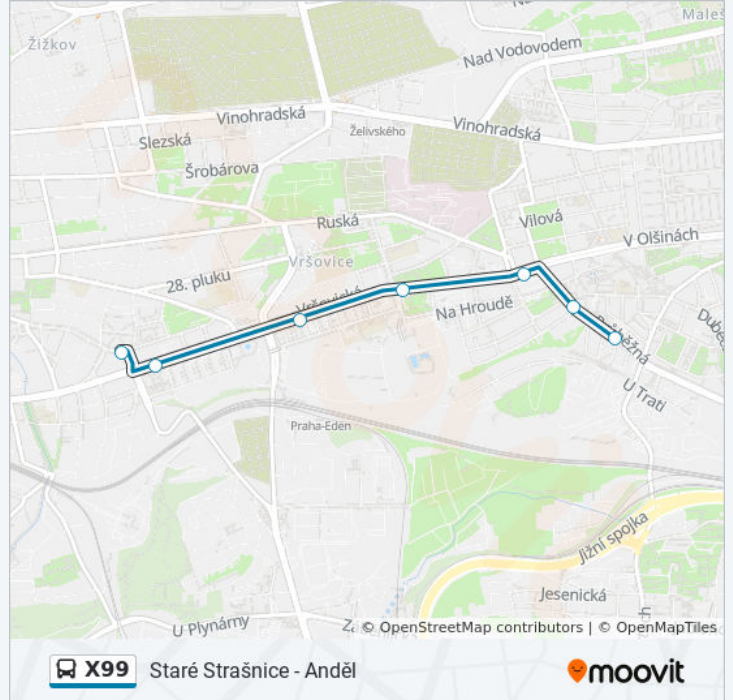 Žižkov
Nad Vodovodem
Vinohradská
Slezská
Želivského
Vinohradská
Šrobárova
Ruská
Vilová
V Olšinách
Vršovice
28. pluku
Vršovická
Na Hroudě
U Trati
Praha-Eden
Jižní spojka
Jesenická
U Plynárny
© OpenStreetMap contributors | © OpenMapTiles
X99 Staré Strašnice - Anděl
moovit